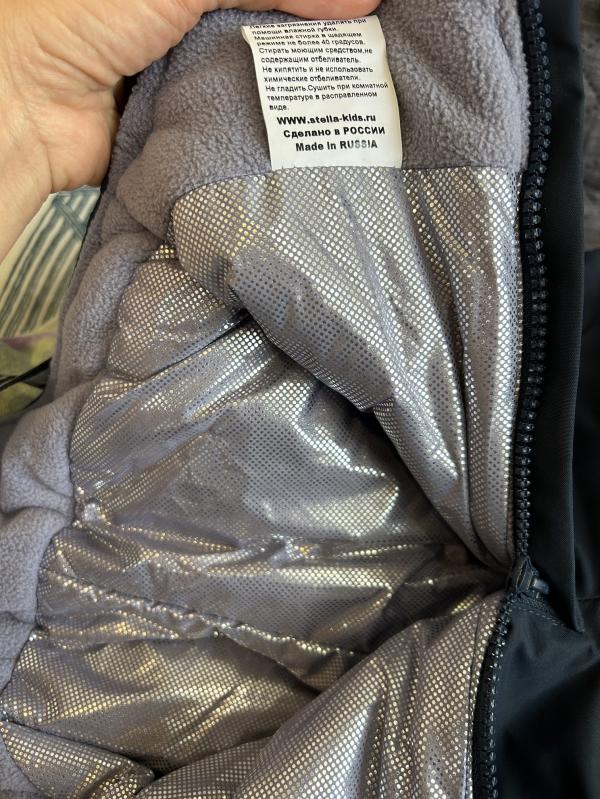 Легкие загрязнения удалять при
помощи влажной губки.
Машинная стирка в щадящем
режиме не более 40 градусов.
Стирать моющим средством,не
содержащим отбеливатель.
Не кипятить и не использовать
химические отбеливатели.
Не гладить.Сушить при комнатной
температуре в расправленном
виде.
www.stella-kids.ru
Сделано в РОССИИ
Made in RUSSIA